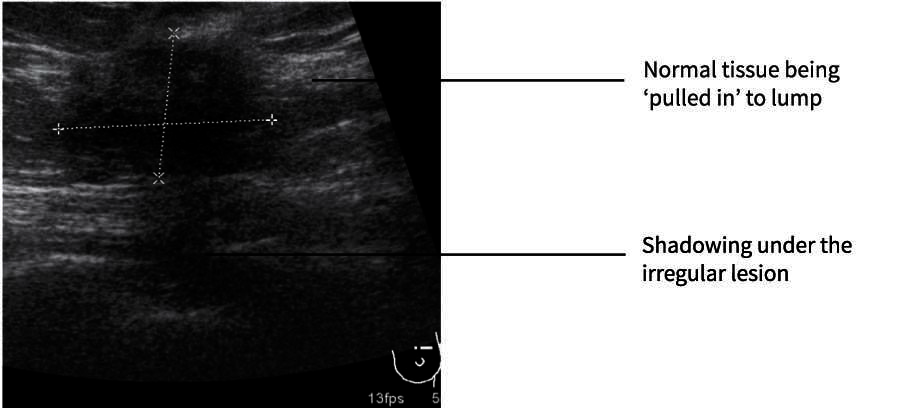 Normal tissue being
‘pulled in’ to lump
Shadowing under the
irregular lesion
13fps 5